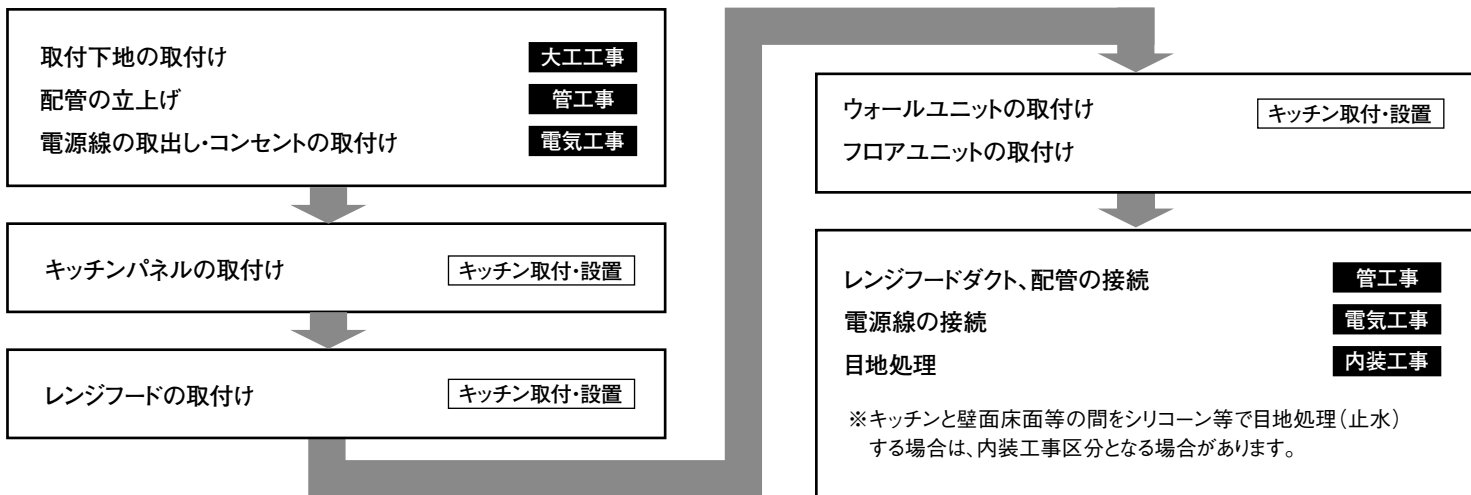 取付下地の取付け 大工工事
配管の立上げ 管工事
電源線の取出し・コンセントの取付け 電気工事
キッチンパネルの取付け キッチン取付・設置
レンジフードの取付け キッチン取付・設置
ウォールユニットの取付け キッチン取付・設置
フロアユニットの取付け
レンジフードダクト、配管の接続 管工事
電源線の接続 電気工事
目地処理 内装工事
※キッチンと壁面床面等の間をシリコーン等で目地処理（止水）
する場合は、内装工事区分となる場合があります。